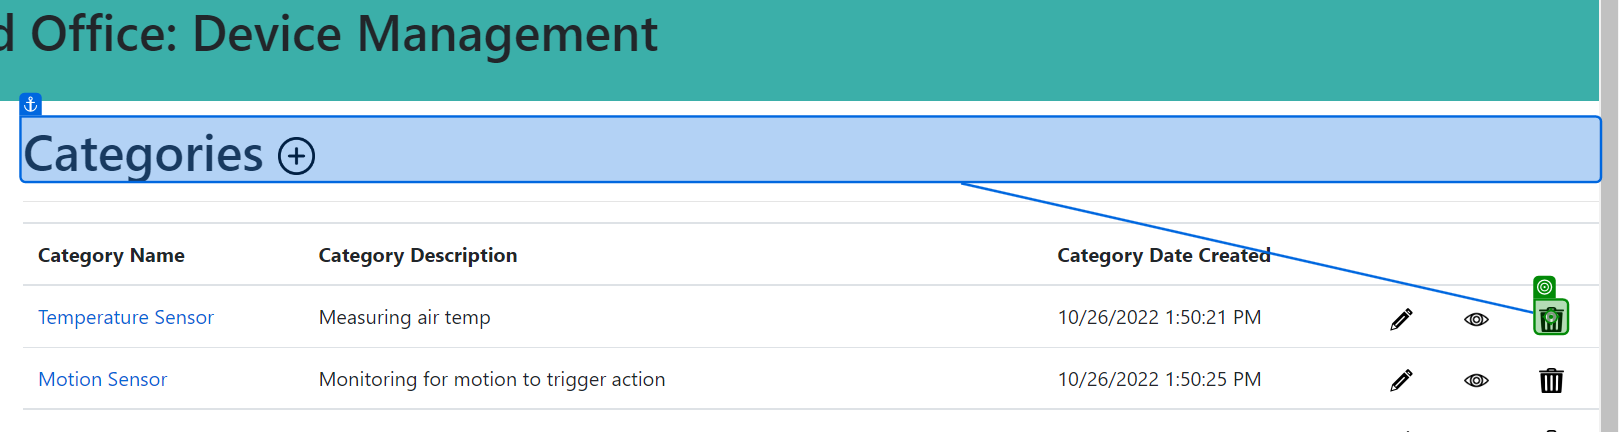 d Office: Device Management
Categories
Category Name Category Description Category Date Created
Temperature Sensor Measuring air temp 10/26/2022 1:50:21 PM
Motion Sensor Monitoring for motion to trigger action 10/26/2022 1:50:25 PM